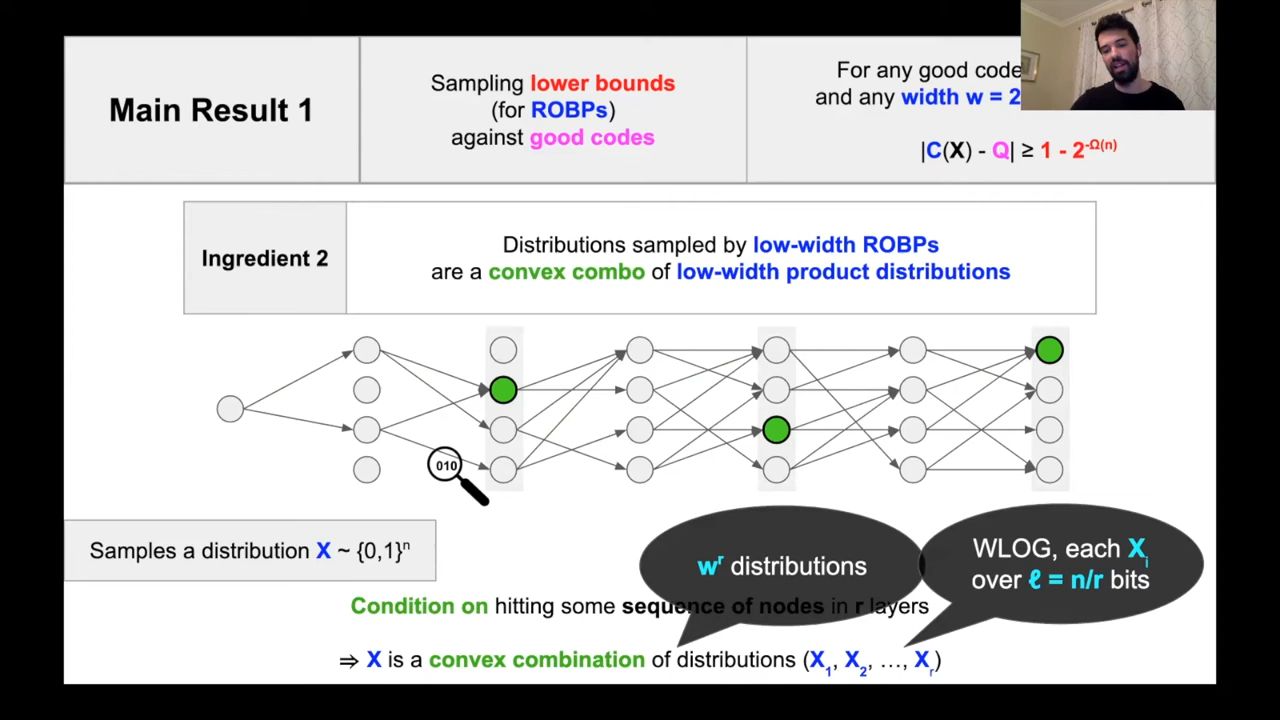 Main Result 1
Sampling lower bounds
(for ROBPs)
against good codes
For any good code
and any width w = 2
|C(X) - Q| ≥ 1 - 2^-Ω(n)
Ingredient 2
Distributions sampled by low-width ROBPs
are a convex combo of low-width product distributions
010
Samples a distribution X ~ {0,1}ⁿ
wʳ distributions
WLOG, each Xᵢ
over ℓ = n/r bits
Condition on hitting some sequence of nodes in r layers
⇒ X is a convex combination of distributions (X₁, X₂, …, Xᵣ)